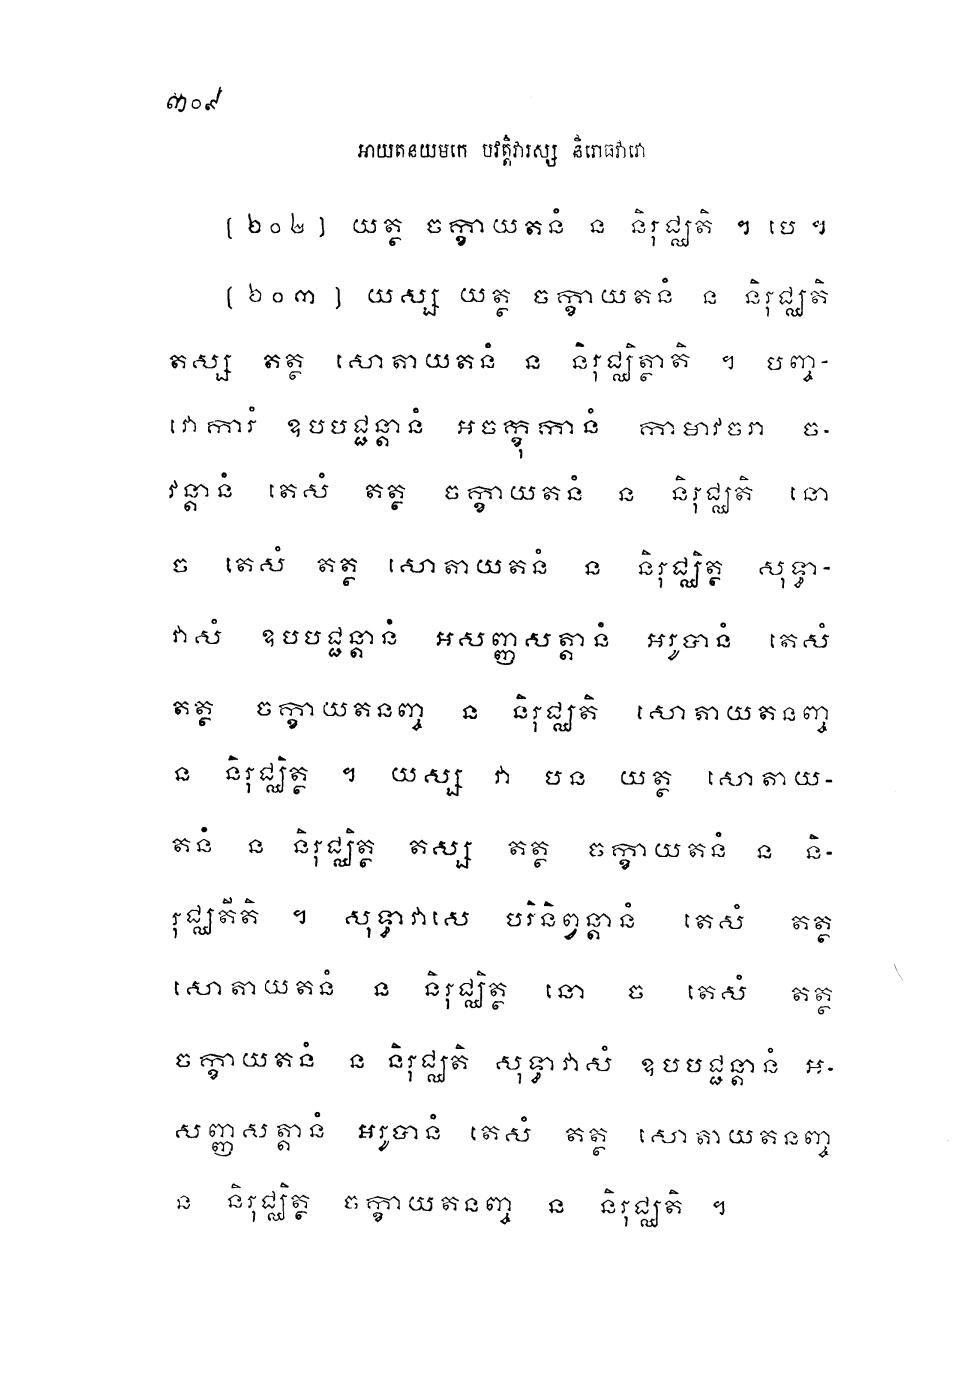 ៣០៩
អាយតនយមកេ បវត្តិវារស្ស និរោធវារោ
(២០២) យត្ថ ចក្ខាយតនំ ន និរុជ្ឈតិ ។ បេ ។
(៦០៣) យស្ស យត្ថ ចក្ខាយតនំ ន និរុជ្ឈតិ
តស្ស តត្ថ សោតាយតនំ ន និរុជ្ឈិត្ថាតិ ។ បញ្ច-
វោការំ ឧបបជ្ជន្តានំ អចក្ខុកានំ កាមាវចរា ច-
វន្តានំ តេសំ តត្ថ ចក្ខាយតនំ ន និរុជ្ឈតិ នោ
ច តេសំ តត្ថ សោតាយតនំ ន និរុជ្ឈិត្ថ សុទ្ធា-
វាសំ ឧបបជ្ជន្តានំ អសញ្ញសត្តានំ អរូបានំ តេសំ
តត្ថ ចក្ខាយតនញ្ច ន និរុជ្ឈតិ សោតាយតនញ្ច
ន និរុជ្ឈិត្ថ ។ យស្ស វា បន យត្ថ សោតាយ-
តនំ ន និរុជ្ឈិត្ថ តស្ស តត្ថ ចក្ខាយតនំ ន និ-
រុជ្ឈតីតិ ។ សុទ្ធាវាសេ បរិនិព្វន្តានំ តេសំ តត្ថ
សោតាយតនំ ន និរុជ្ឈិត្ថ នោ ច តេសំ តត្ថ
ចក្ខាយតនំ ន និរុជ្ឈតិ សុទ្ធាវាសំ ឧបបជ្ជន្តានំ អ-
សញ្ញសត្តានំ អរូបានំ តេសំ តត្ថ សោតាយតនញ្ច
ន និរុជ្ឈិត្ថ ចក្ខាយតនញ្ច ន និរុជ្ឈតិ ។